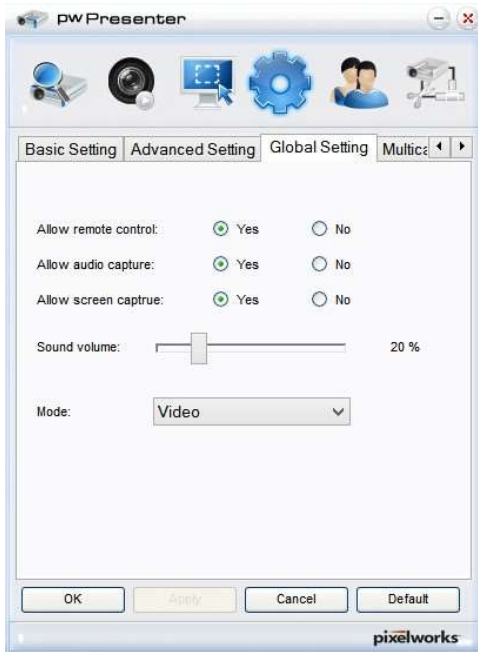 pwPresenter
Basic Setting Advanced Setting Global Setting Multica
Allow remote control: Yes No
Allow audio capture: Yes No
Allow screen captrue: Yes No
Sound volume: 20 %
Mode: Video
OK Apply Cancel Default
pixelworks